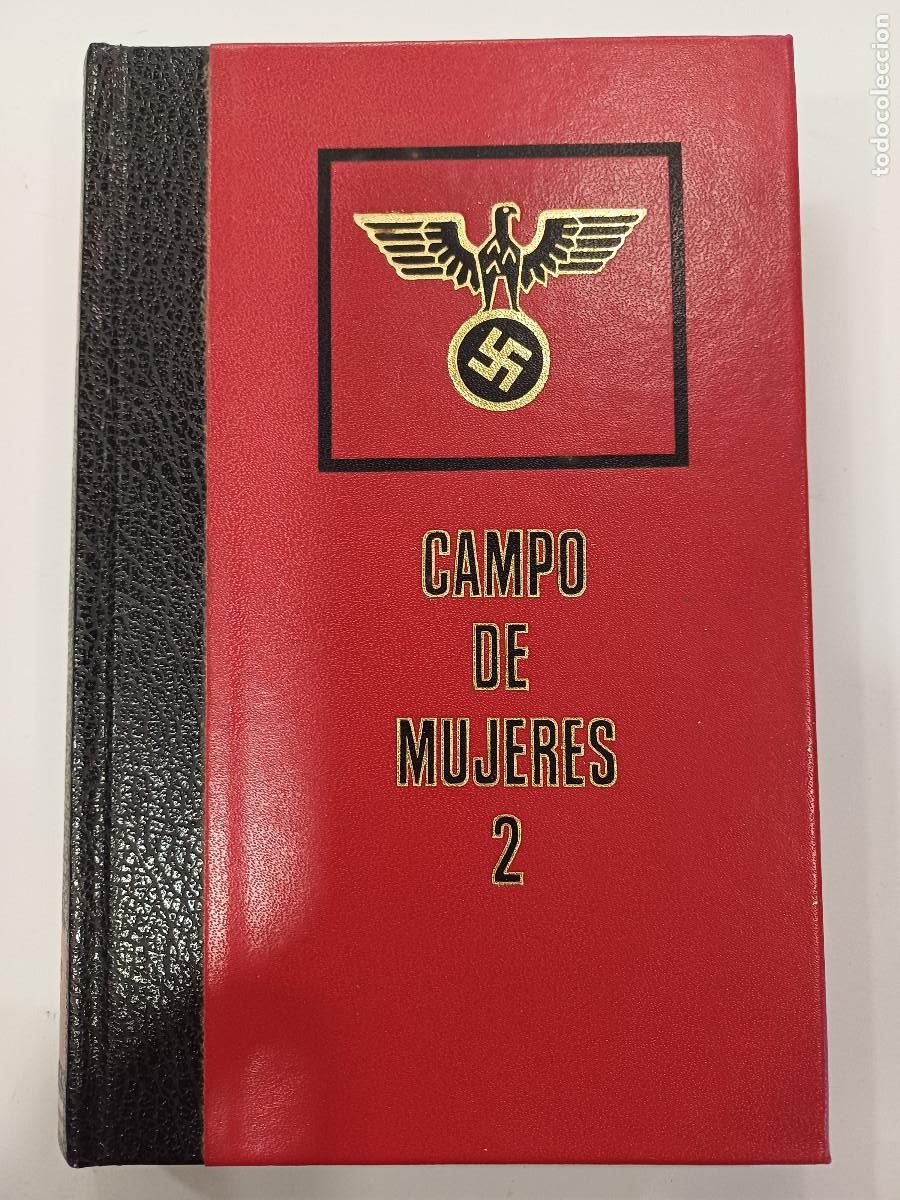 CAMPO
DE
MUJERES
2
todocoleccion